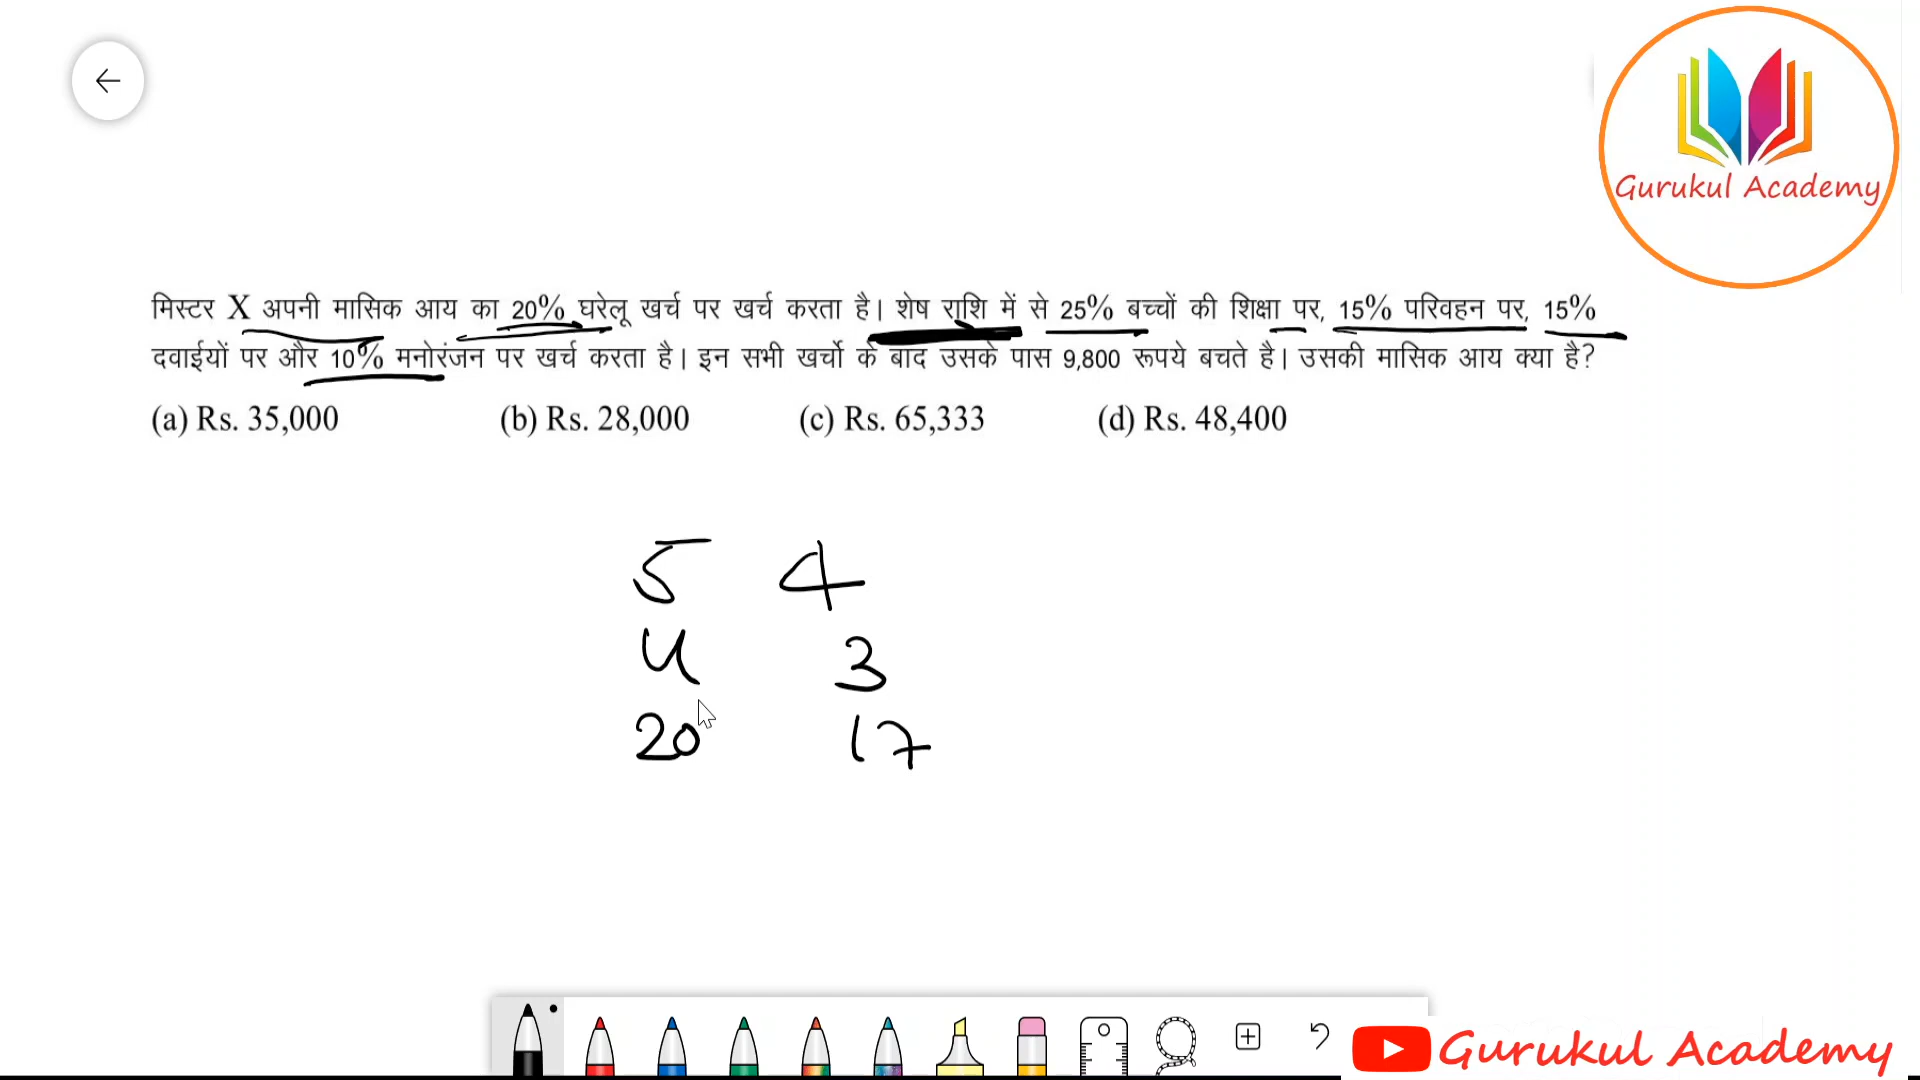 Gurukul Academy
मिस्टर X अपनी मासिक आय का 20% घरेलू खर्च पर खर्च करता है। शेष राशि में से 25% बच्चों की शिक्षा पर, 15% परिवहन पर, 15%
दवाईयों पर और 10% मनोरंजन पर खर्च करता है। इन सभी खर्चो के बाद उसके पास 9,800 रूपये बचते है। उसकी मासिक आय क्या है?
(a) Rs. 35,000 (b) Rs. 28,000 (c) Rs. 65,333 (d) Rs. 48,400
5 4
4 3
20 17
Gurukul Academy